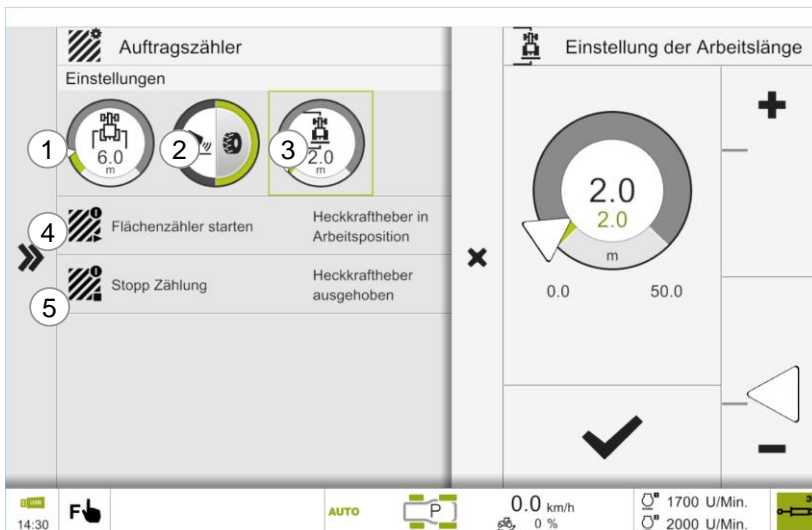 Auftragszähler
Einstellungen
1
6.0
m
2
3
2.0
m
4
Flächenzähler starten
Heckkraftheber in
Arbeitsposition
5
Stopp Zählung
Heckkraftheber
ausgehoben
Einstellung der Arbeitslänge
2.0
2.0
m
0.0
50.0
USB
14:30
F
AUTO
P
0.0 km/h
0 %
1700 U/Min.
2000 U/Min.
3